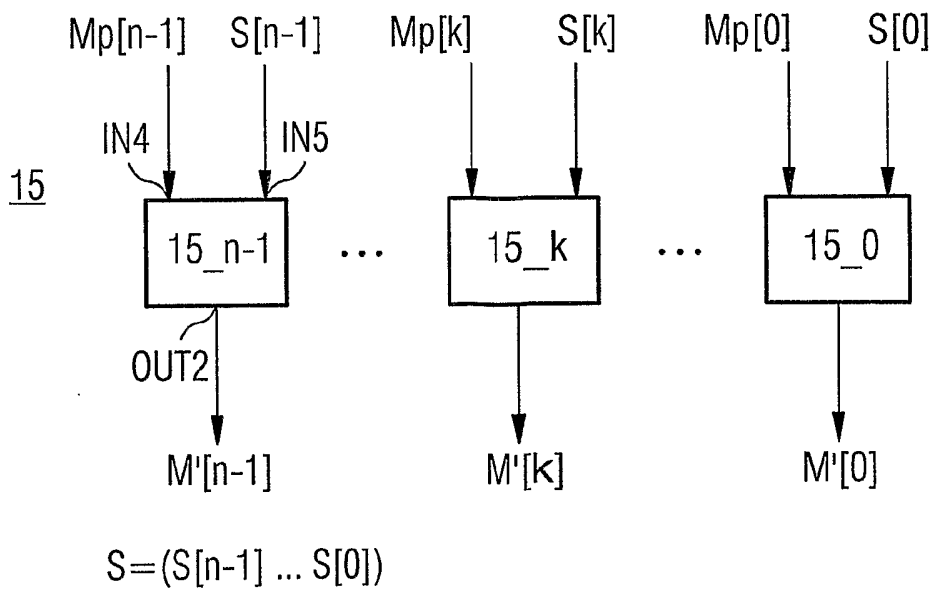 Mp[n-1] S[n-1] Mp[k] S[k] Mp[0] S[0]
IN4 IN5
15
15_n-1 ... 15_k ... 15_0
OUT2
M'[n-1] M'[k] M'[0]
S=(S[n-1] ... S[0])